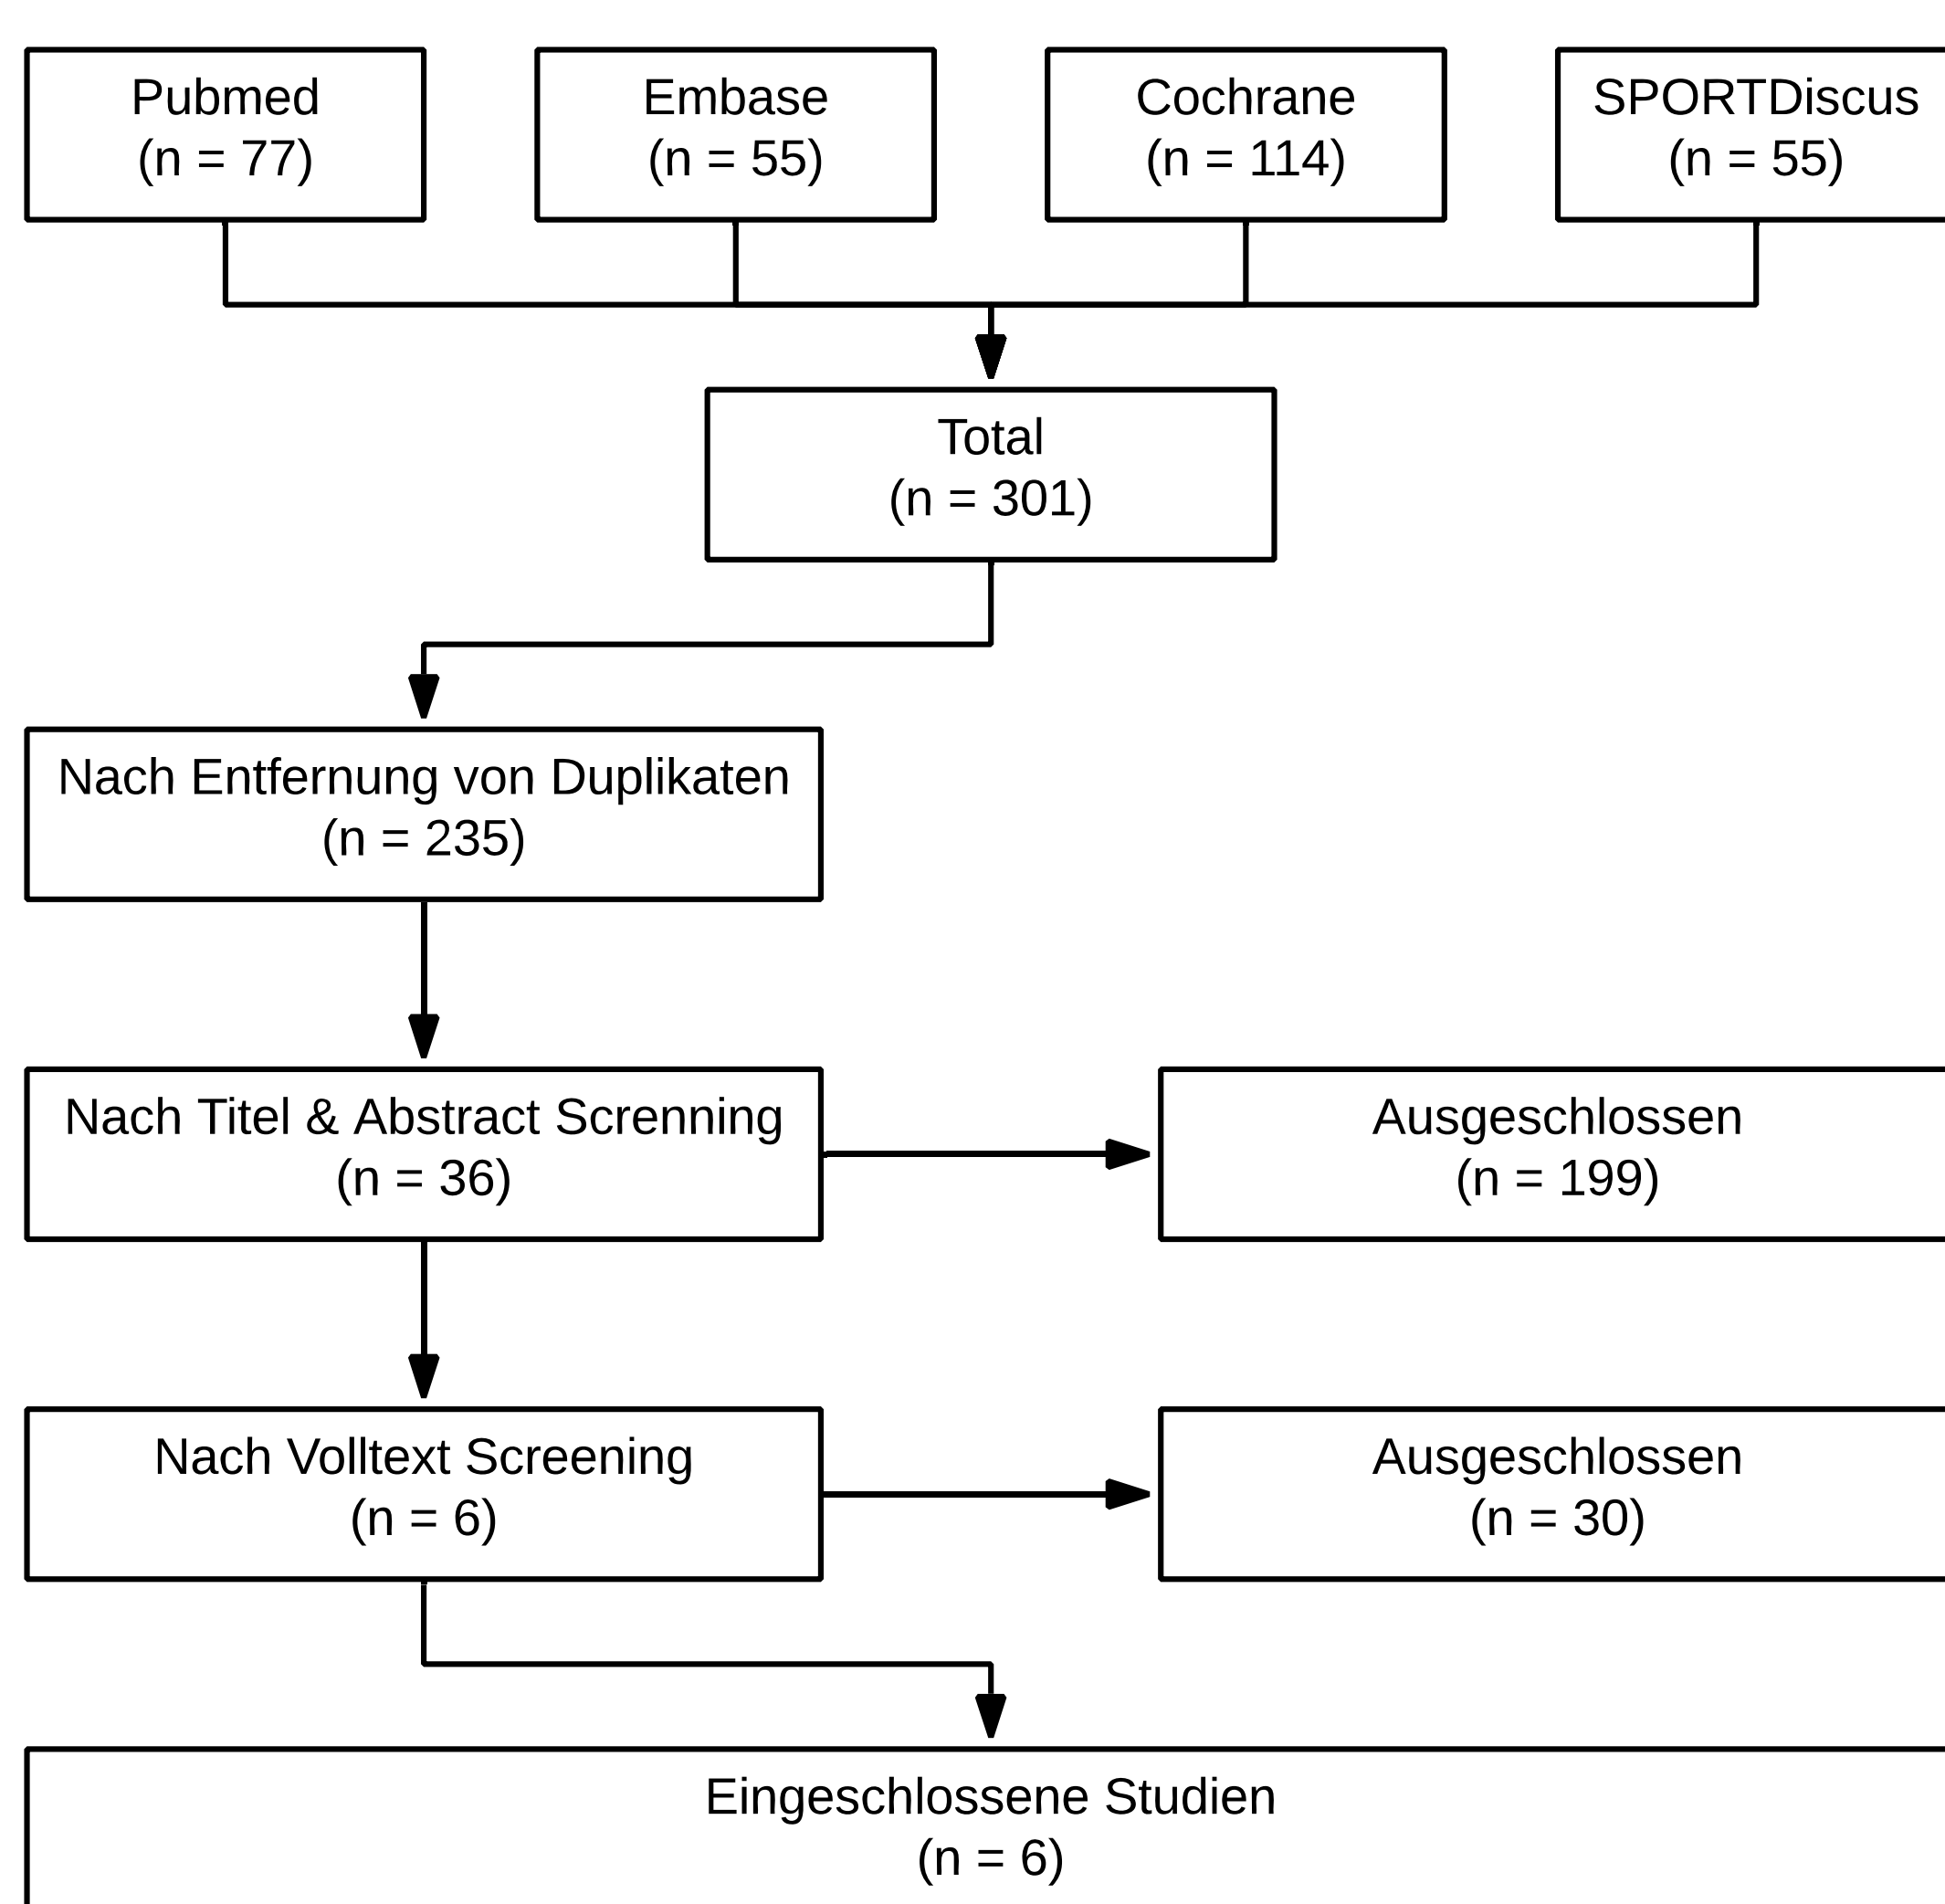 Pubmed
(n = 77)
Embase
(n = 55)
Cochrane
(n = 114)
SPORTDiscus
(n = 55)
Total
(n = 301)
Nach Entfernung von Duplikaten
(n = 235)
Nach Titel & Abstract Screnning
(n = 36)
Ausgeschlossen
(n = 199)
Nach Volltext Screening
(n = 6)
Ausgeschlossen
(n = 30)
Eingeschlossene Studien
(n = 6)